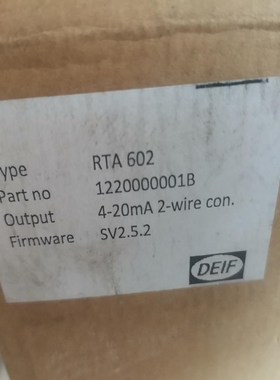 ype RTA 602
Part no 1220000001B
Output 4-20mA 2-wire con.
Firmware SV2.5.2
DEIF